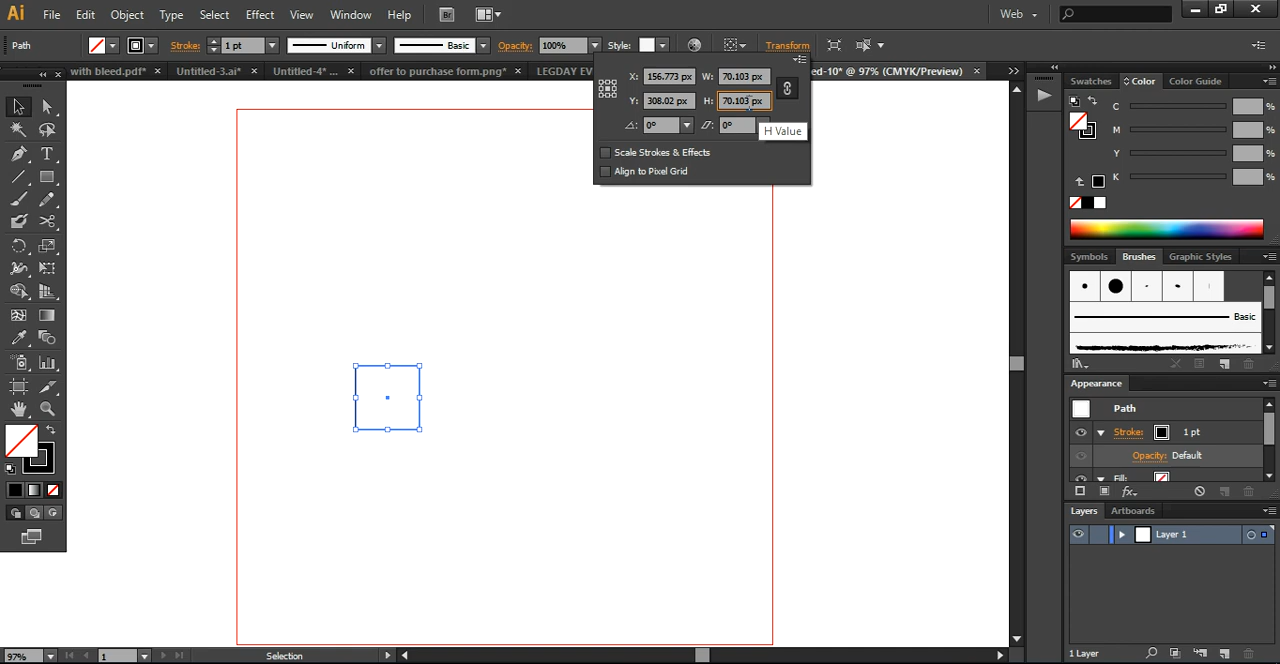 Ai File Edit Object Type Select Effect View Window Help Br Web
Path Stroke: 1 pt Uniform Basic Opacity: 100% Style: Transform
with bleed.pdf* × Untitled-3.ai* × Untitled-4* ... × offer to purchase form.png* × LEGDAY EV ed-10* @ 97% (CMYK/Preview) ×
X: 156.773 px W: 70.103 px
Y: 308.02 px H: 70.103 px
0° 0°
H Value
Scale Strokes & Effects
Align to Pixel Grid
Swatches Color Color Guide
C %
M %
Y %
K %
Symbols Brushes Graphic Styles
Basic
Appearance
Path
Stroke: 1 pt
Opacity: Default
Fill:
fx
Layers Artboards
Layer 1
1 Layer
97% 1 Selection